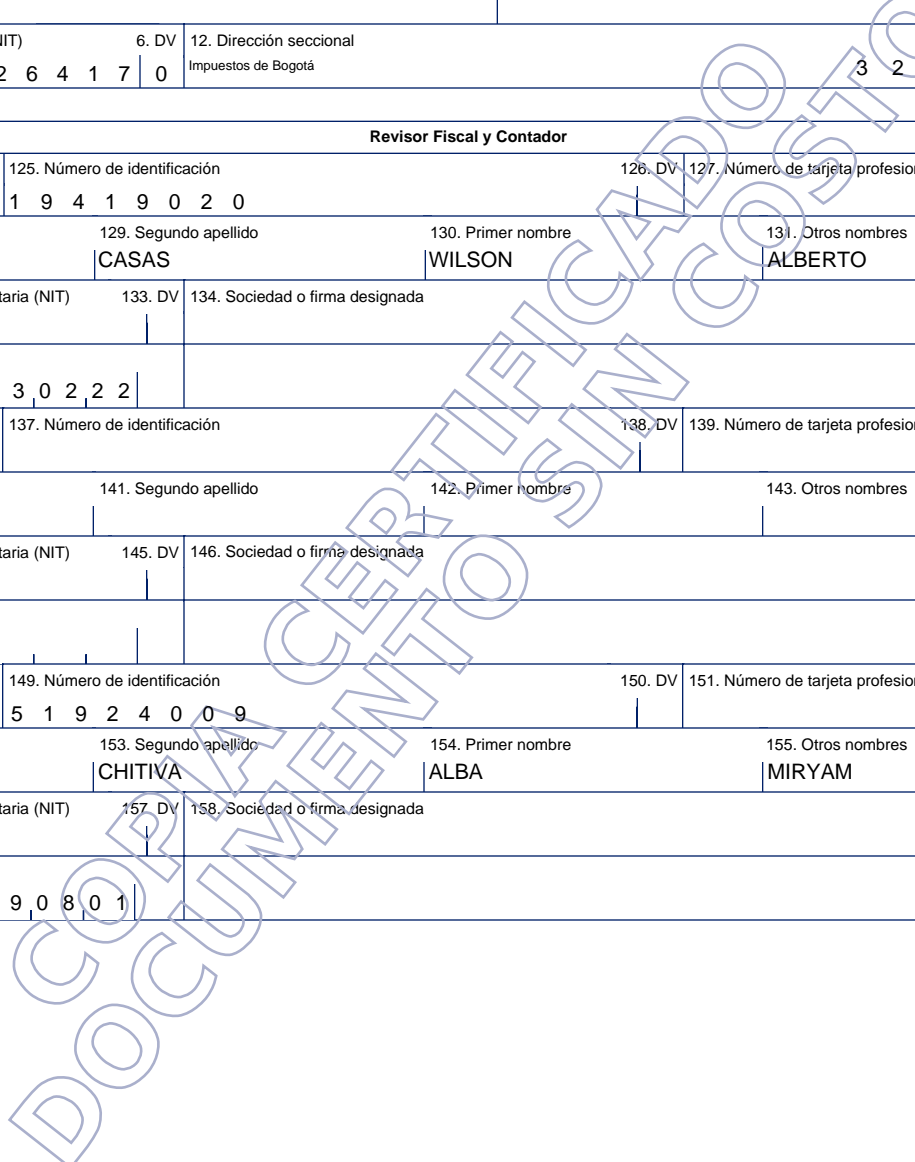 NIT) 6. DV 12. Dirección seccional
2 6 4 1 7 0 Impuestos de Bogotá 3 2
Revisor Fiscal y Contador
125. Número de identificación 126. DV 127. Número de tarjeta profesion
1 9 4 1 9 0 2 0
129. Segundo apellido 130. Primer nombre 131. Otros nombres
CASAS WILSON ALBERTO
taria (NIT) 133. DV 134. Sociedad o firma designada
3 0 2 2 2
137. Número de identificación 138. DV 139. Número de tarjeta profesion
141. Segundo apellido 142. Primer nombre 143. Otros nombres
taria (NIT) 145. DV 146. Sociedad o firma designada
149. Número de identificación 150. DV 151. Número de tarjeta profesion
5 1 9 2 4 0 0 9
153. Segundo apellido 154. Primer nombre 155. Otros nombres
CHITIVA ALBA MIRYAM
taria (NIT) 157. DV 158. Sociedad o firma designada
9 0 8 0 1
COPIA CERTIFICADO
DOCUMENTO SIN COSTO